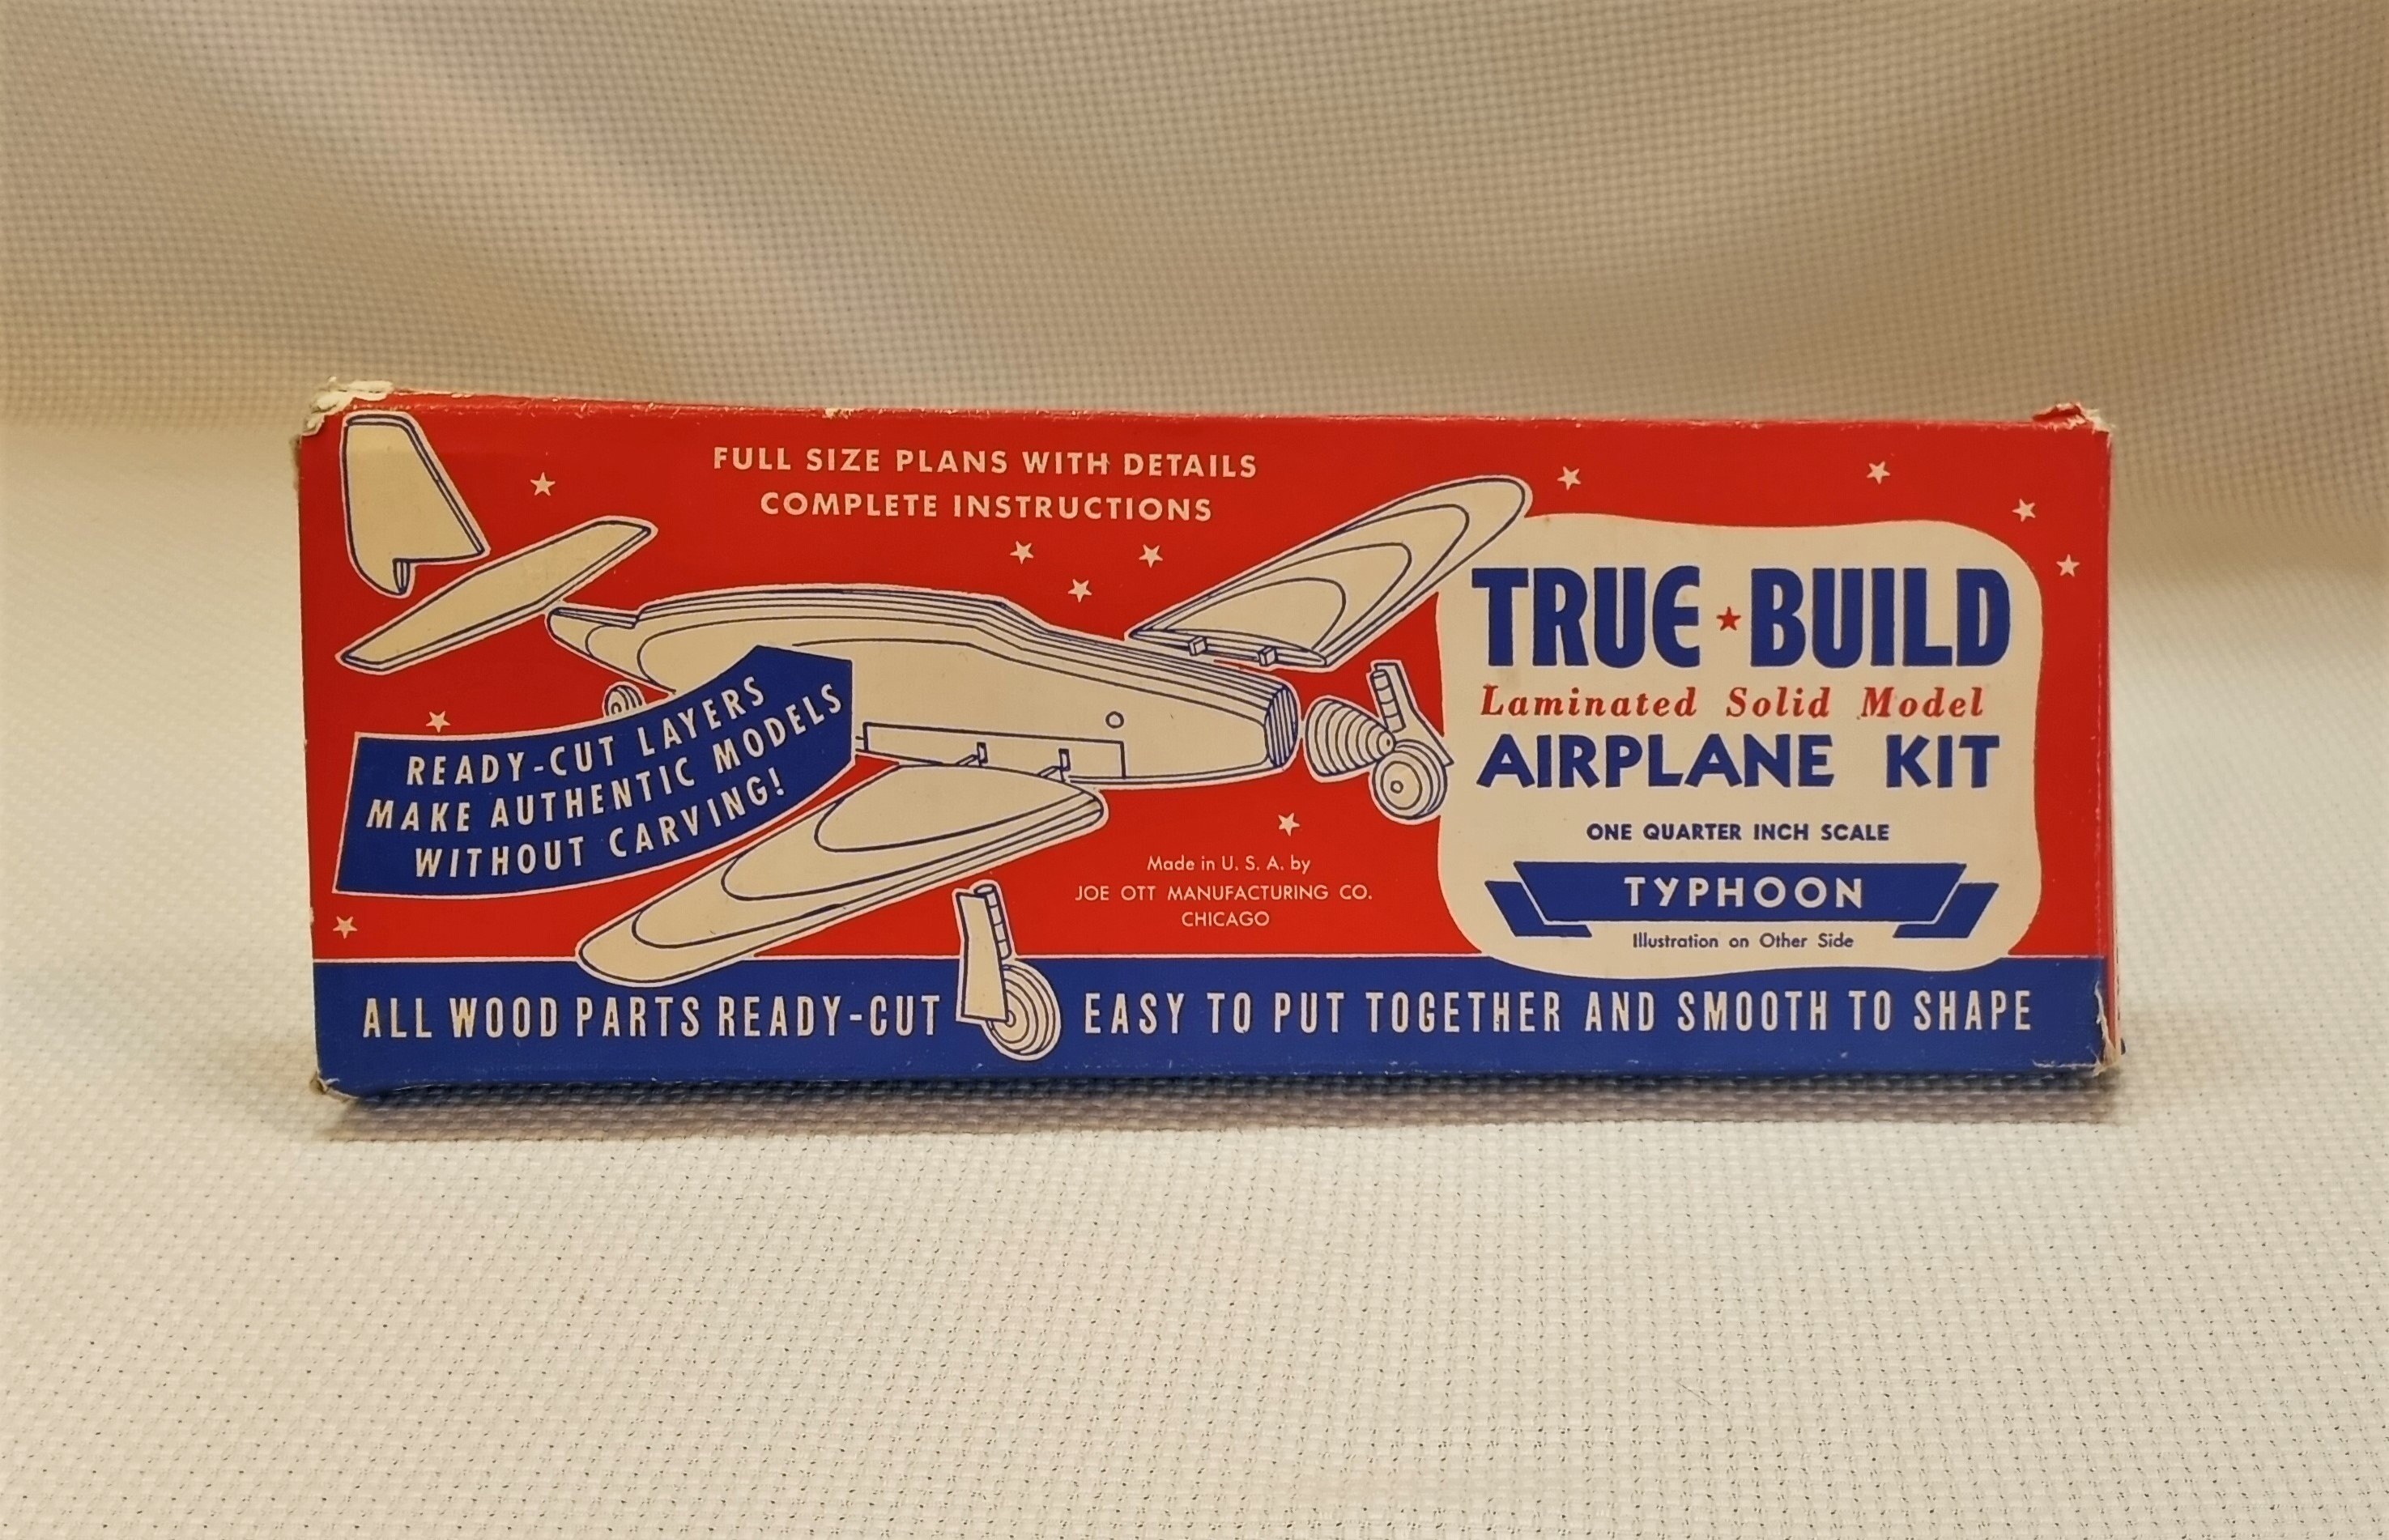 FULL SIZE PLANS WITH DETAILS
COMPLETE INSTRUCTIONS
READY-CUT LAYERS
MAKE AUTHENTIC MODELS
WITHOUT CARVING!
Made in U. S. A. by
JOE OTT MANUFACTURING CO.
CHICAGO
TRUE BUILD
Laminated Solid Model
AIRPLANE KIT
ONE QUARTER INCH SCALE
TYPHOON
Illustration on Other Side
ALL WOOD PARTS READY-CUT EASY TO PUT TOGETHER AND SMOOTH TO SHAPE